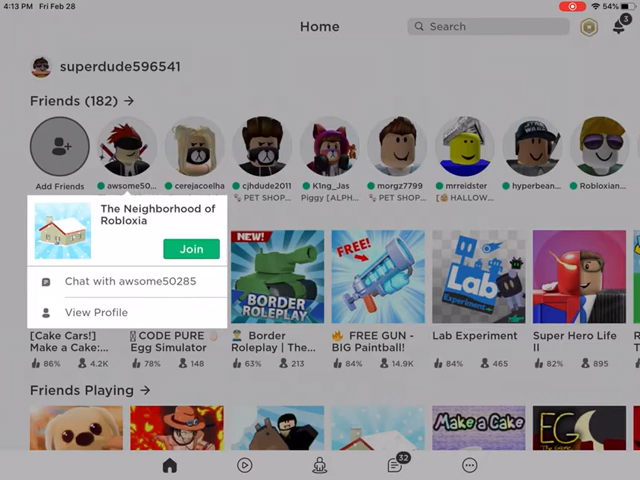 4:13 PM Fri Feb 28
54%
Home
Search
3
superdude596541
Friends (182) →
Add Friends
awsome50...
cerejacoelha
cjhdude2011
K1ng_Jas
morgz7799
mrreidster
hyperbean...
Robloxian...
PET SHOP...
Piggy [ALPH...
PET SHOP...
[🎃 HALLOW...
The Neighborhood of
Robloxia
Join
Chat with awsome50285
View Profile
NEW!
BORDER
ROLEPLAY
FREE!
Lab
Experiment
[Cake Cars!]
Make a Cake:...
CODE PURE
Egg Simulator
Border
Roleplay | The...
🔥 FREE GUN -
BIG Paintball!
Lab Experiment
Super Hero Life
II
86% 4.2K
78% 148
63% 213
84% 14.9K
84% 465
82% 895
Friends Playing →
MAKE A CAKE
EG
32